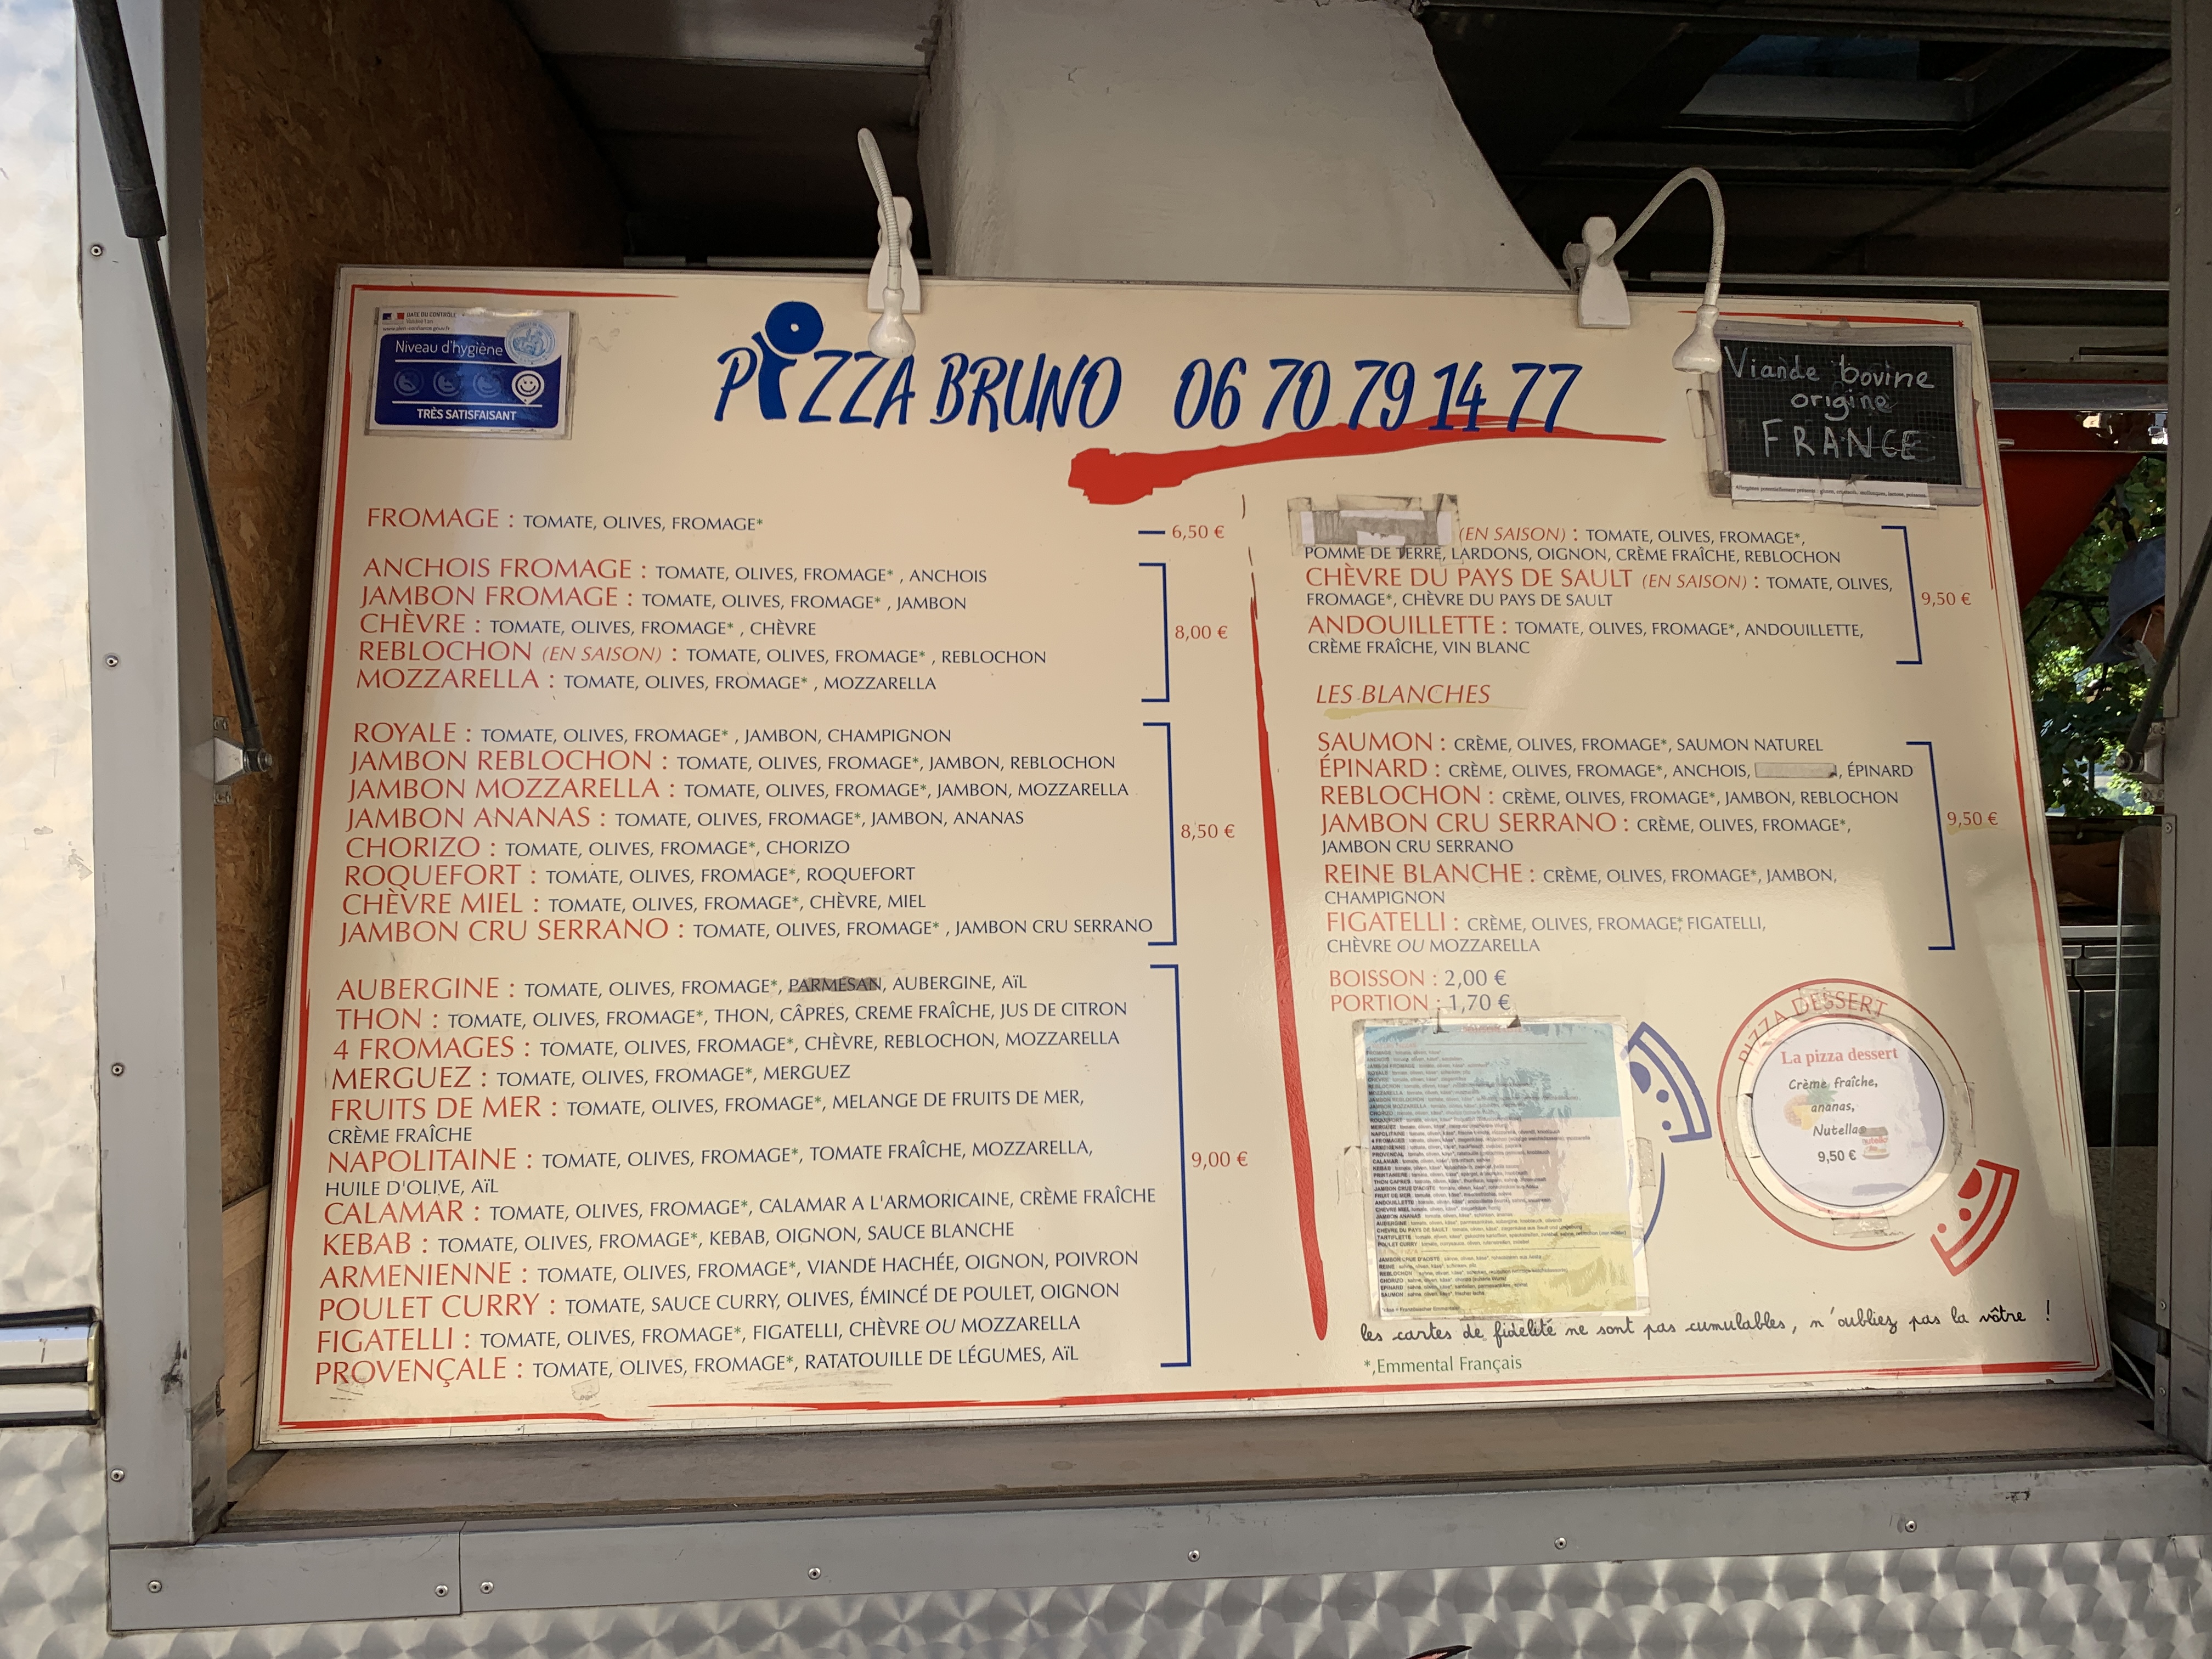 DATE DU CONTRÔLE
Niveau d'hygiène
TRÈS SATISFAISANT
PIZZA BRUNO 06 70 79 14 77
Viande bovine
origine
FRANCE
FROMAGE : TOMATE, OLIVES, FROMAGE*
6,50 €
ANCHOIS FROMAGE : TOMATE, OLIVES, FROMAGE* , ANCHOIS
JAMBON FROMAGE : TOMATE, OLIVES, FROMAGE* , JAMBON
CHÈVRE : TOMATE, OLIVES, FROMAGE* , CHÈVRE
REBLOCHON (EN SAISON) : TOMATE, OLIVES, FROMAGE* , REBLOCHON
MOZZARELLA : TOMATE, OLIVES, FROMAGE* , MOZZARELLA
8,00 €
ROYALE : TOMATE, OLIVES, FROMAGE* , JAMBON, CHAMPIGNON
JAMBON REBLOCHON : TOMATE, OLIVES, FROMAGE*, JAMBON, REBLOCHON
JAMBON MOZZARELLA : TOMATE, OLIVES, FROMAGE*, JAMBON, MOZZARELLA
JAMBON ANANAS : TOMATE, OLIVES, FROMAGE*, JAMBON, ANANAS
CHORIZO : TOMATE, OLIVES, FROMAGE*, CHORIZO
ROQUEFORT : TOMATE, OLIVES, FROMAGE*, ROQUEFORT
CHÈVRE MIEL : TOMATE, OLIVES, FROMAGE*, CHÈVRE, MIEL
JAMBON CRU SERRANO : TOMATE, OLIVES, FROMAGE* , JAMBON CRU SERRANO
8,50 €
AUBERGINE : TOMATE, OLIVES, FROMAGE*, PARMESAN, AUBERGINE, AïL
THON : TOMATE, OLIVES, FROMAGE*, THON, CÂPRES, CREME FRAÎCHE, JUS DE CITRON
4 FROMAGES : TOMATE, OLIVES, FROMAGE*, CHÈVRE, REBLOCHON, MOZZARELLA
MERGUEZ : TOMATE, OLIVES, FROMAGE*, MERGUEZ
FRUITS DE MER : TOMATE, OLIVES, FROMAGE*, MELANGE DE FRUITS DE MER,
CRÈME FRAÎCHE
NAPOLITAINE : TOMATE, OLIVES, FROMAGE*, TOMATE FRAÎCHE, MOZZARELLA,
HUILE D'OLIVE, AïL
CALAMAR : TOMATE, OLIVES, FROMAGE*, CALAMAR A L'ARMORICAINE, CRÈME FRAÎCHE
KEBAB : TOMATE, OLIVES, FROMAGE*, KEBAB, OIGNON, SAUCE BLANCHE
ARMENIENNE : TOMATE, OLIVES, FROMAGE*, VIANDE HACHÉE, OIGNON, POIVRON
POULET CURRY : TOMATE, SAUCE CURRY, OLIVES, ÉMINCÉ DE POULET, OIGNON
FIGATELLI : TOMATE, OLIVES, FROMAGE*, FIGATELLI, CHÈVRE OU MOZZARELLA
PROVENÇALE : TOMATE, OLIVES, FROMAGE*, RATATOUILLE DE LÉGUMES, AïL
9,00 €
(EN SAISON) : TOMATE, OLIVES, FROMAGE*,
POMME DE TERRE, LARDONS, OIGNON, CRÈME FRAÎCHE, REBLOCHON
CHÈVRE DU PAYS DE SAULT (EN SAISON) : TOMATE, OLIVES,
FROMAGE*, CHÈVRE DU PAYS DE SAULT
ANDOUILLETTE : TOMATE, OLIVES, FROMAGE*, ANDOUILLETTE,
CRÈME FRAÎCHE, VIN BLANC
9,50 €
LES BLANCHES
SAUMON : CRÈME, OLIVES, FROMAGE*, SAUMON NATUREL
ÉPINARD : CRÈME, OLIVES, FROMAGE*, ANCHOIS, , ÉPINARD
REBLOCHON : CRÈME, OLIVES, FROMAGE*, JAMBON, REBLOCHON
JAMBON CRU SERRANO : CRÈME, OLIVES, FROMAGE*,
JAMBON CRU SERRANO
REINE BLANCHE : CRÈME, OLIVES, FROMAGE*, JAMBON,
CHAMPIGNON
FIGATELLI : CRÈME, OLIVES, FROMAGE*, FIGATELLI,
CHÈVRE OU MOZZARELLA
9,50 €
BOISSON : 2,00 €
PORTION : 1,70 €
PIZZA DESSERT
La pizza dessert
Crème fraîche,
ananas,
Nutella
9,50 €
les cartes de fidélité ne sont pas cumulables, n'oubliez pas la vôtre !
*,Emmental Français